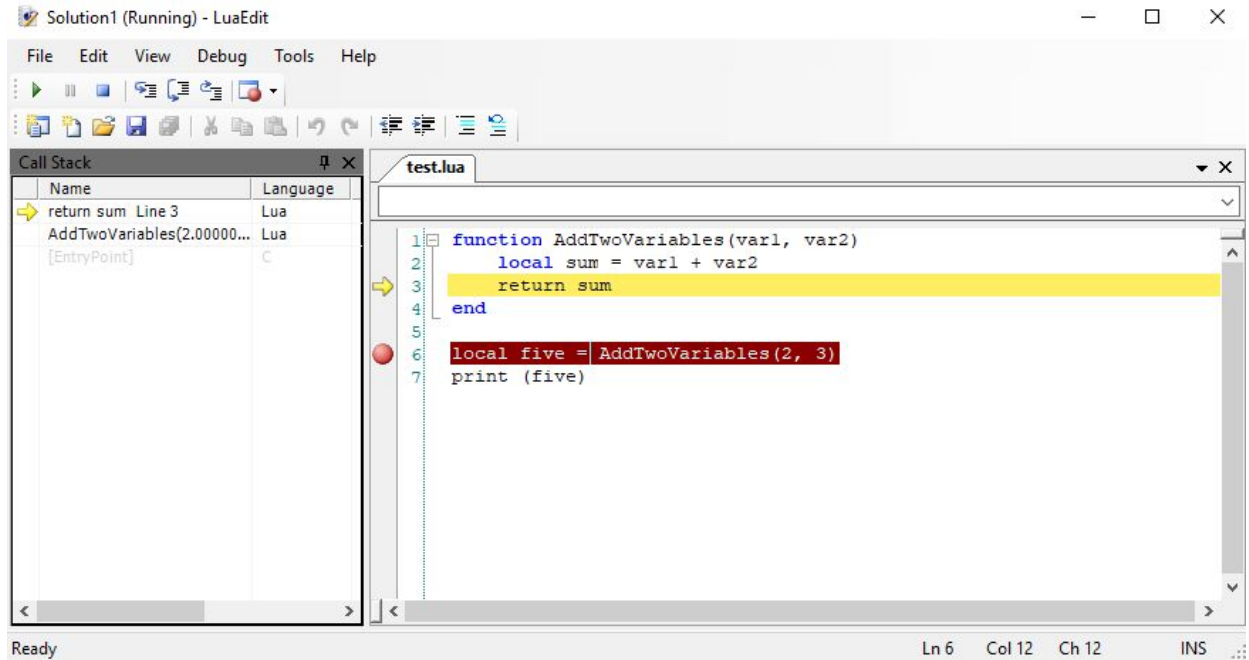 Solution1 (Running) - LuaEdit
File Edit View Debug Tools Help
Call Stack
Name Language
return sum Line 3 Lua
AddTwoVariables(2.00000... Lua
[EntryPoint] C
test.lua
1 function AddTwoVariables(var1, var2)
2 local sum = var1 + var2
3 return sum
4 end
5
6 local five = AddTwoVariables(2, 3)
7 print (five)
Ready Ln 6 Col 12 Ch 12 INS